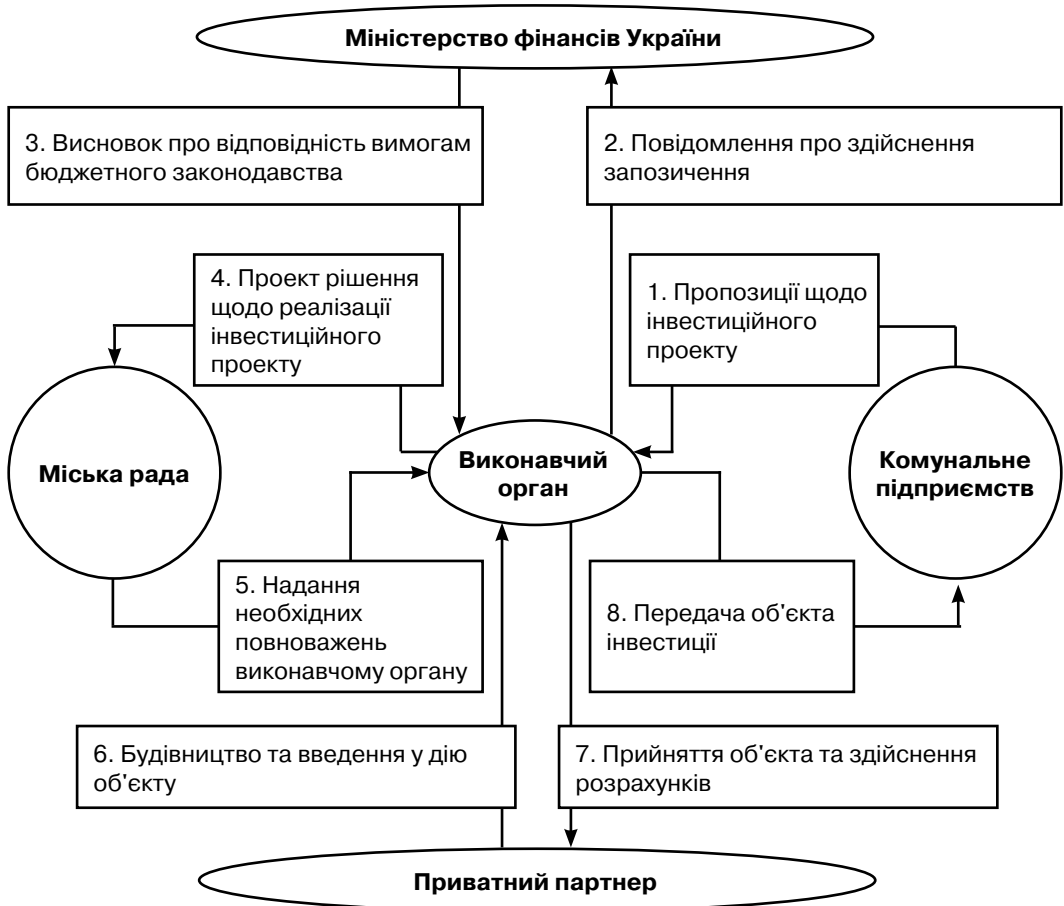 Міністерство фінансів України
3. Висновок про відповідність вимогам
бюджетного законодавства
2. Повідомлення про здійснення
запозичення
4. Проект рішення
щодо реалізації
інвестиційного
проекту
1. Пропозиції щодо
інвестиційного
проекту
Міська рада
Виконавчий
орган
Комунальне
підприємств
5. Надання
необхідних
повноважень
виконавчому органу
8. Передача об'єкта
інвестиції
6. Будівництво та введення у дію
об'єкту
7. Прийняття об'єкта та здійснення
розрахунків
Приватний партнер